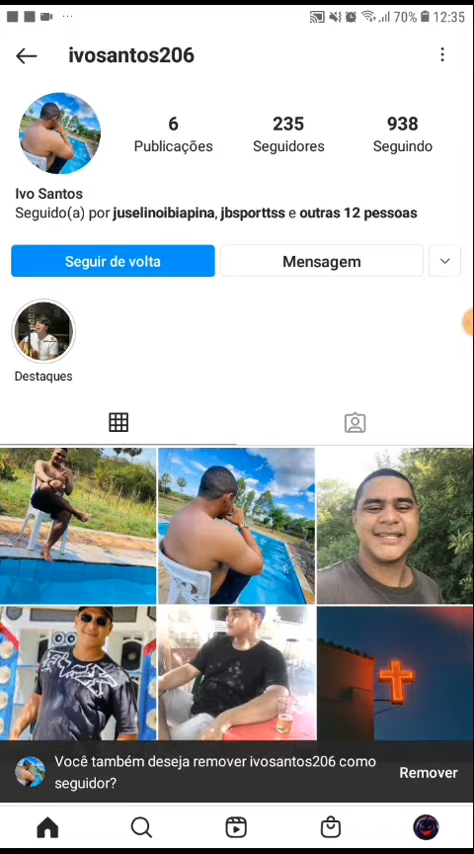 70% 12:35
ivosantos206
6 235 938
Publicações Seguidores Seguindo
Ivo Santos
Seguido(a) por juselinoibiapina, jbsporttss e outras 12 pessoas
Seguir de volta Mensagem
Destaques
Você também deseja remover ivosantos206 como
seguidor?
Remover